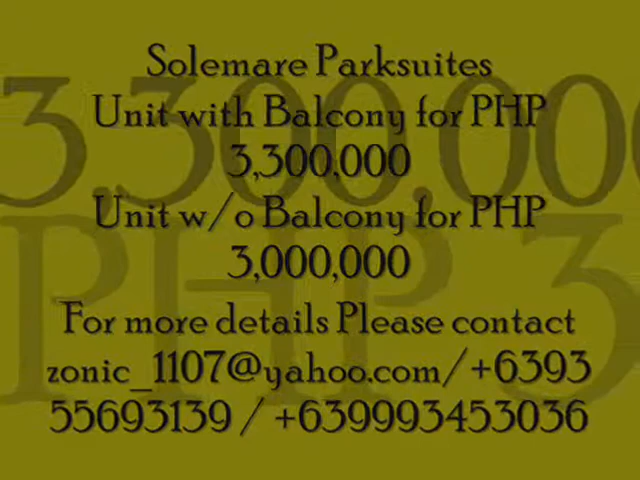 Solemare Parksuites
Unit with Balcony for PHP
3,300,000
Unit w/o Balcony for PHP
3,000,000
For more details Please contact
zonic_1107@yahoo.com/+6393
55693139 / +639993453036